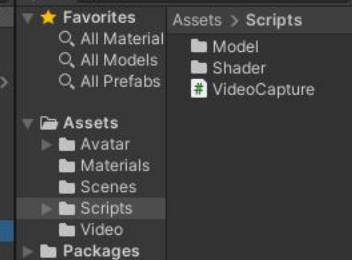 Favorites
All Material
All Models
All Prefabs
Assets
Avatar
Materials
Scenes
Scripts
Video
Packages
Assets > Scripts
Model
Shader
# VideoCapture